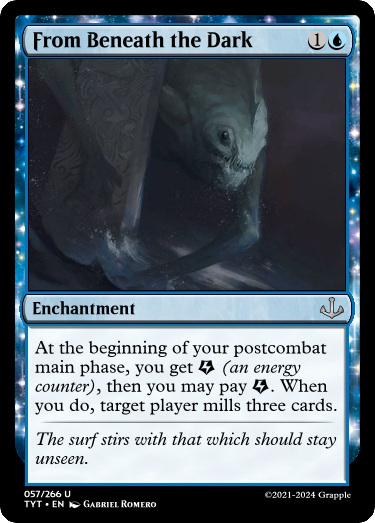 From Beneath the Dark 1
Enchantment
At the beginning of your postcombat
main phase, you get (an energy
counter), then you may pay . When
you do, target player mills three cards.
The surf stirs with that which should stay
unseen.
057/266 U
TYT • EN Gabriel Romero
©2021-2024 Grapple